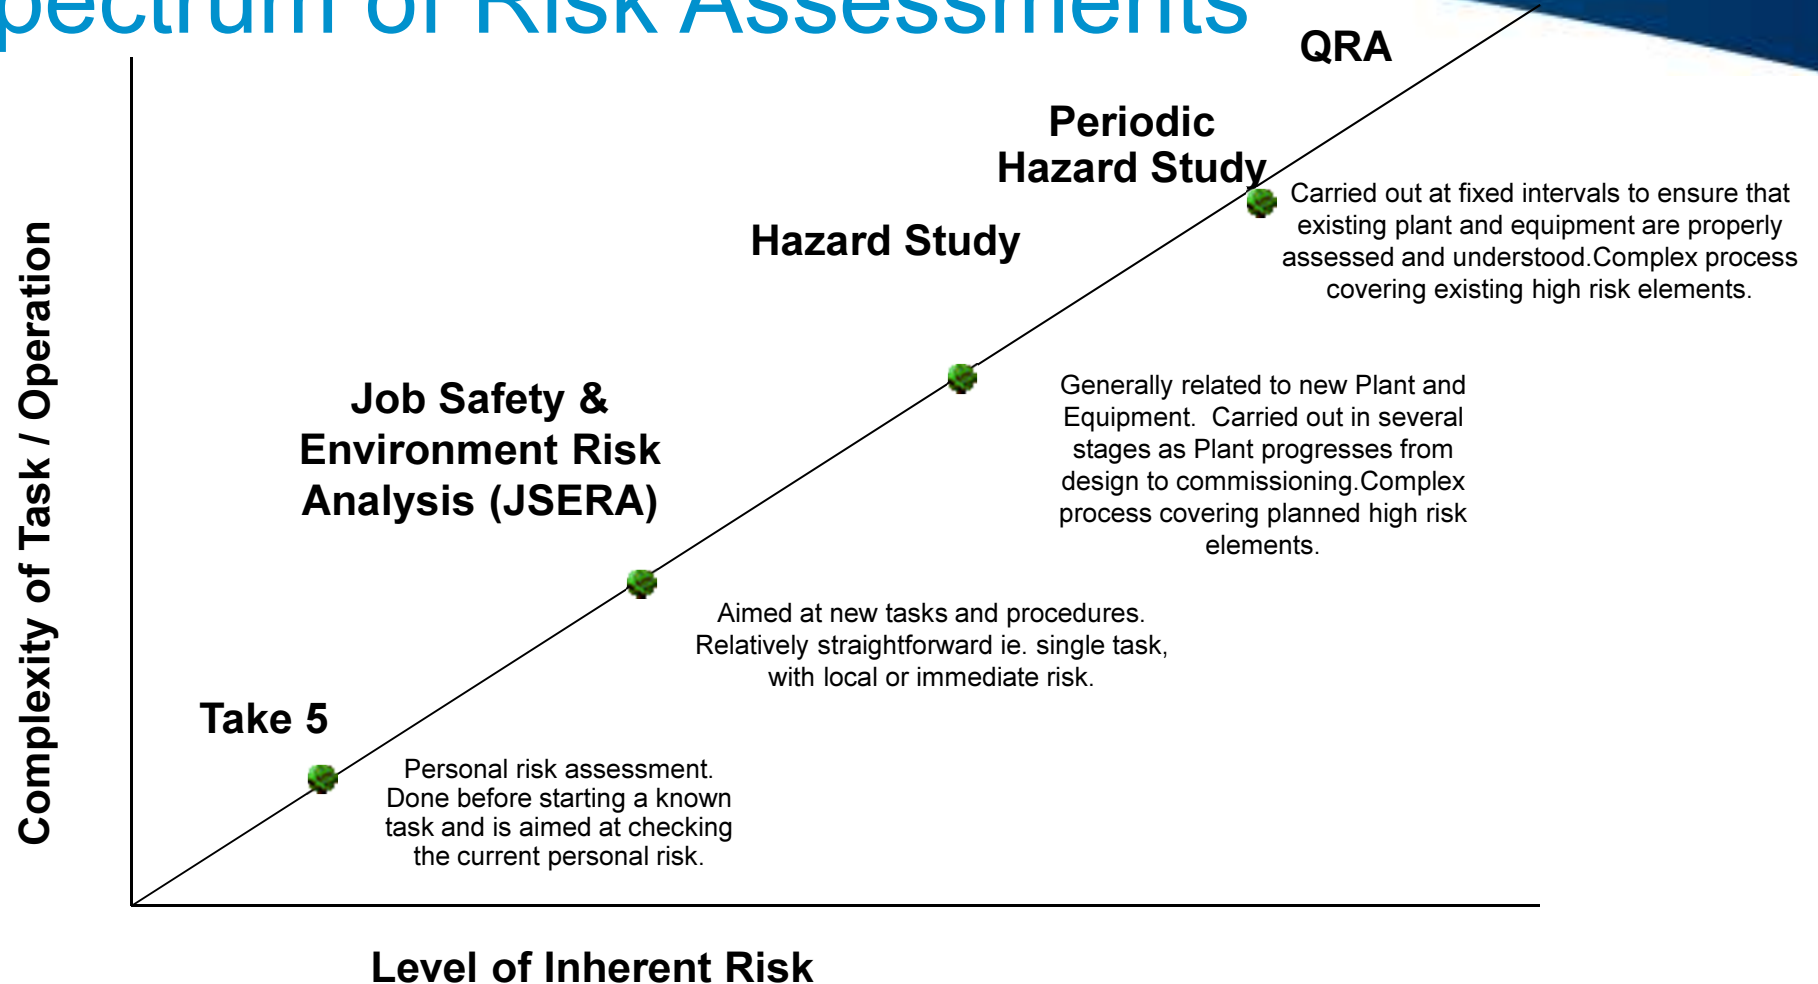 pectrum of Risk Assessments
QRA
Periodic
Hazard Study
Carried out at fixed intervals to ensure that
existing plant and equipment are properly
assessed and understood.Complex process
covering existing high risk elements.
Hazard Study
Generally related to new Plant and
Equipment.  Carried out in several
stages as Plant progresses from
design to commissioning.Complex
process covering planned high risk
elements.
Job Safety &
Environment Risk
Analysis (JSERA)
Aimed at new tasks and procedures.
Relatively straightforward ie. single task,
with local or immediate risk.
Take 5
Personal risk assessment.
Done before starting a known
task and is aimed at checking
the current personal risk.
Complexity of Task / Operation
Level of Inherent Risk